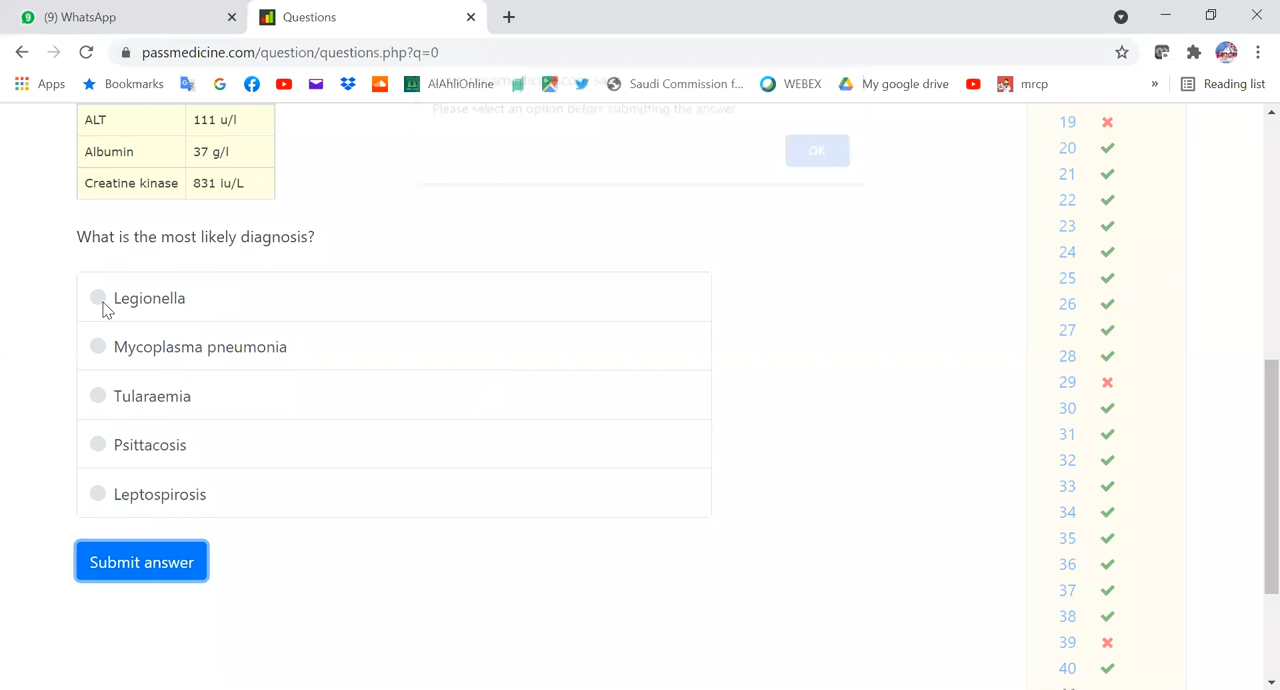 (9) WhatsApp
Questions
passmedicine.com/question/questions.php?q=0
Apps
Bookmarks
AlAhliOnline
Saudi Commission f...
WEBEX
My google drive
mrcp
»
Reading list
Please select an option before submitting the answer
OK
ALT 111 u/l
Albumin 37 g/l
Creatine kinase 831 iu/L
What is the most likely diagnosis?
Legionella
Mycoplasma pneumonia
Tularaemia
Psittacosis
Leptospirosis
Submit answer
19
20
21
22
23
24
25
26
27
28
29
30
31
32
33
34
35
36
37
38
39
40